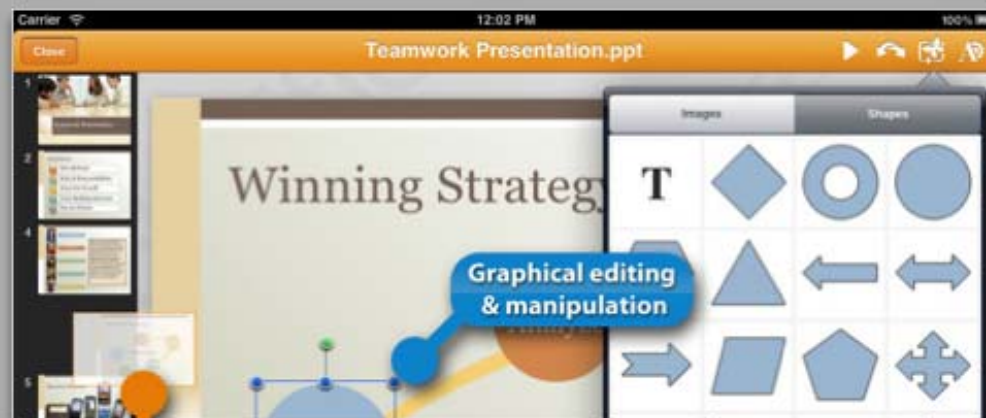 Carrier
12:02 PM
100%
Close
Teamwork Presentation.ppt
1
Images
Shapes
2
Winning Strategy
T
4
Graphical editing
& manipulation
5